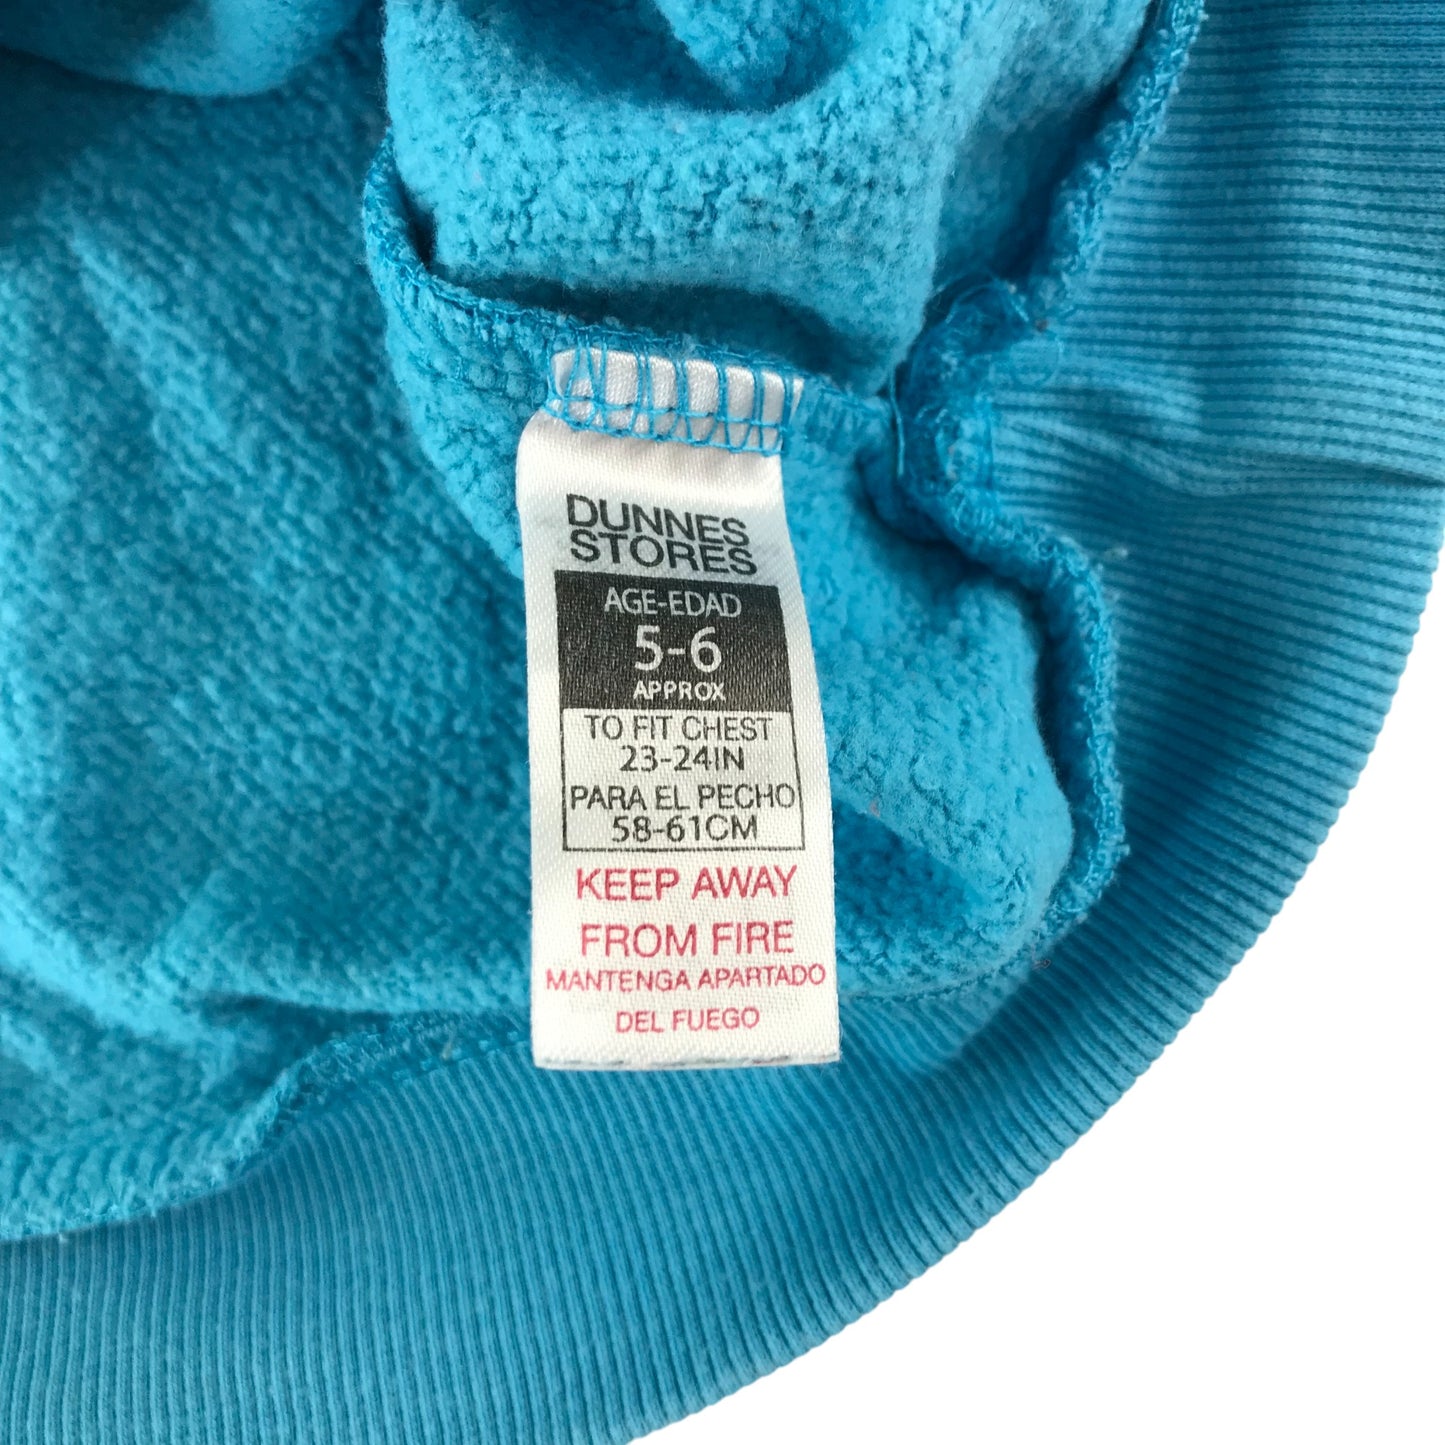 DUNNES
STORES
AGE-EDAD
5-6
APPROX
TO FIT CHEST
23-24IN
PARA EL PECHO
58-61CM
KEEP AWAY
FROM FIRE
MANTENGA APARTADO
DEL FUEGO